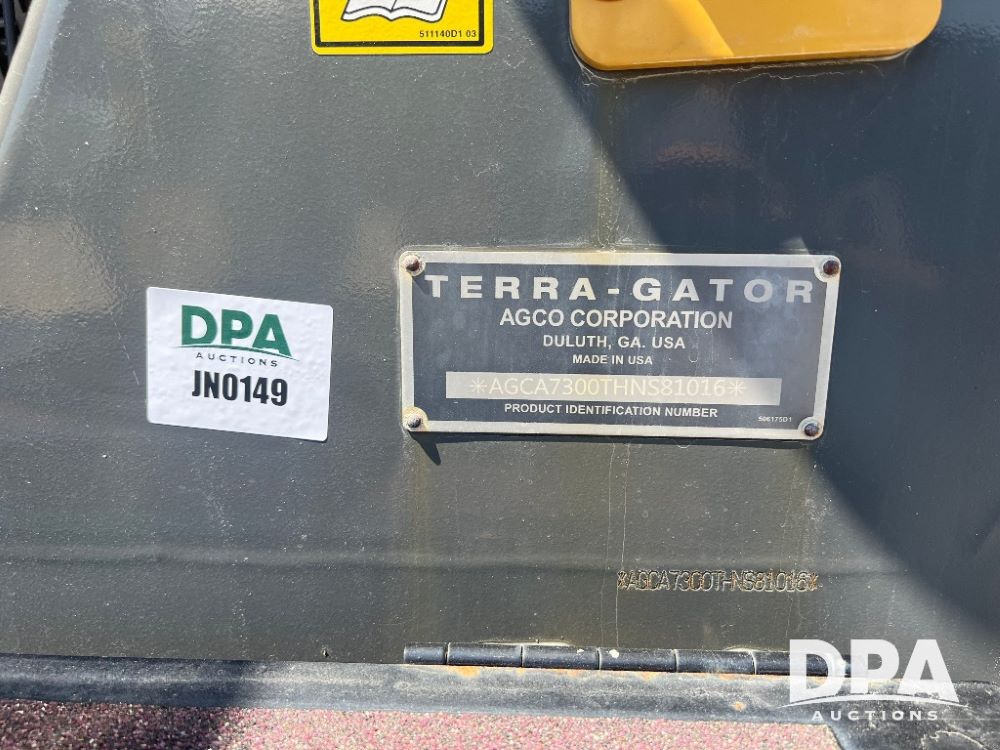 511140D1 03
TERRA-GATOR
AGCO CORPORATION
DULUTH, GA. USA
MADE IN USA
*AGCA7300THNS81016*
PRODUCT IDENTIFICATION NUMBER
506175D1
DPA
AUCTIONS
JN0149
*AGCA7300THNS81016*
DPA
AUCTIONS